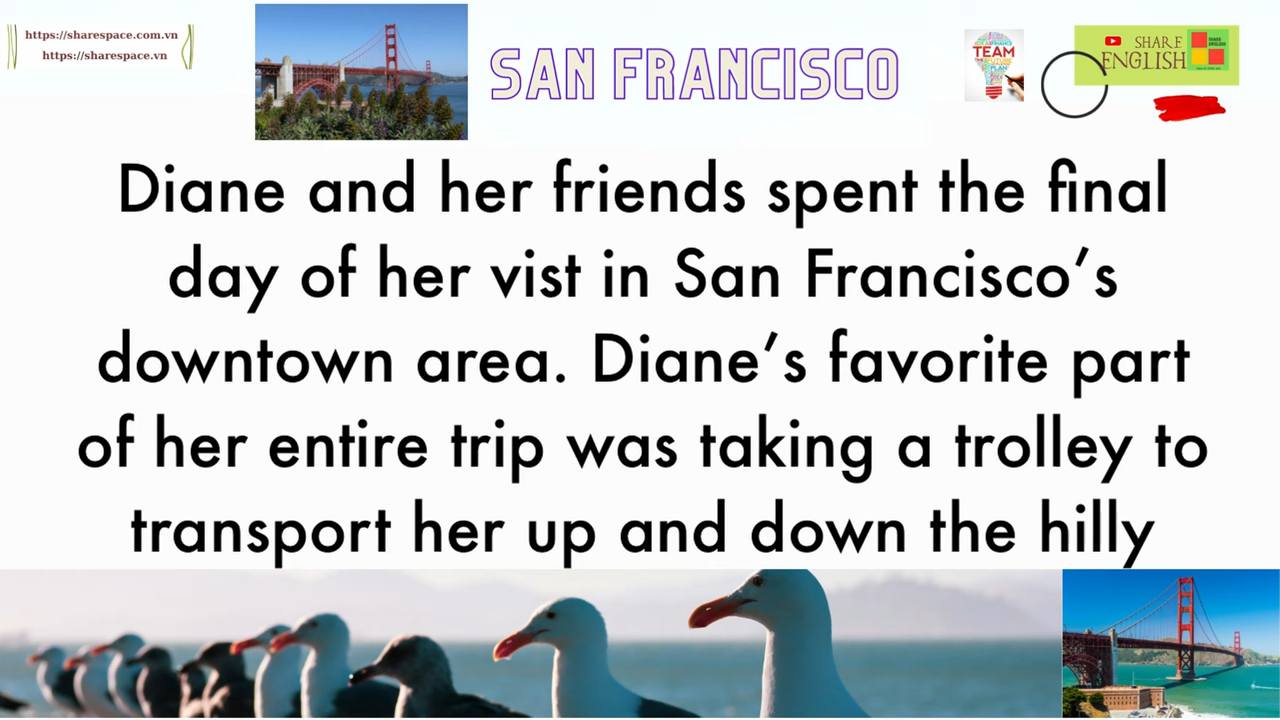 https://sharespace.com.vn
https://sharespace.vn
SAN FRANCISCO
TEAM
PLAN
SHARE
ENGLISH
Diane and her friends spent the final
day of her vist in San Francisco’s
downtown area. Diane’s favorite part
of her entire trip was taking a trolley to
transport her up and down the hilly